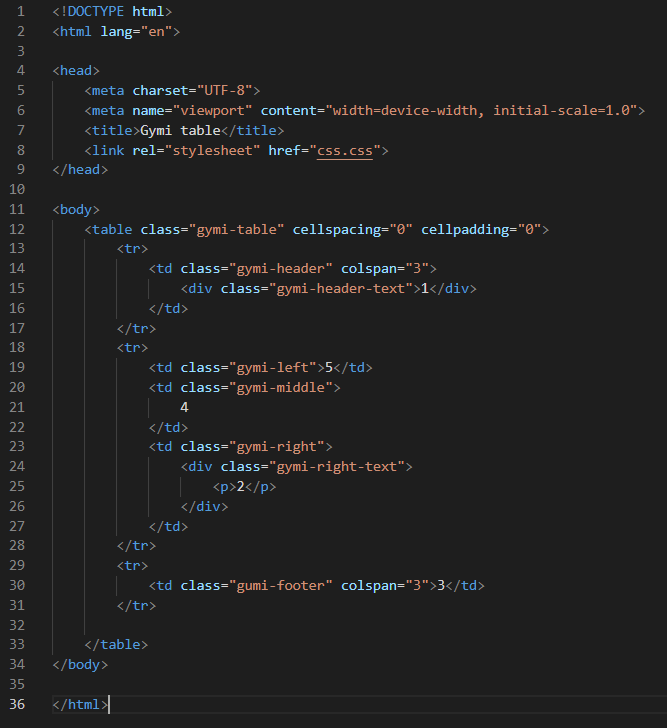 1 <!DOCTYPE html>
2 <html lang="en">
3
4 <head>
5 <meta charset="UTF-8">
6 <meta name="viewport" content="width=device-width, initial-scale=1.0">
7 <title>Gymi table</title>
8 <link rel="stylesheet" href="css.css">
9 </head>
10
11 <body>
12 <table class="gymi-table" cellspacing="0" cellpadding="0">
13 <tr>
14 <td class="gymi-header" colspan="3">
15 <div class="gymi-header-text">1</div>
16 </td>
17 </tr>
18 <tr>
19 <td class="gymi-left">5</td>
20 <td class="gymi-middle">
21 4
22 </td>
23 <td class="gymi-right">
24 <div class="gymi-right-text">
25 <p>2</p>
26 </div>
27 </td>
28 </tr>
29 <tr>
30 <td class="gumi-footer" colspan="3">3</td>
31 </tr>
32
33 </table>
34 </body>
35
36 </html>